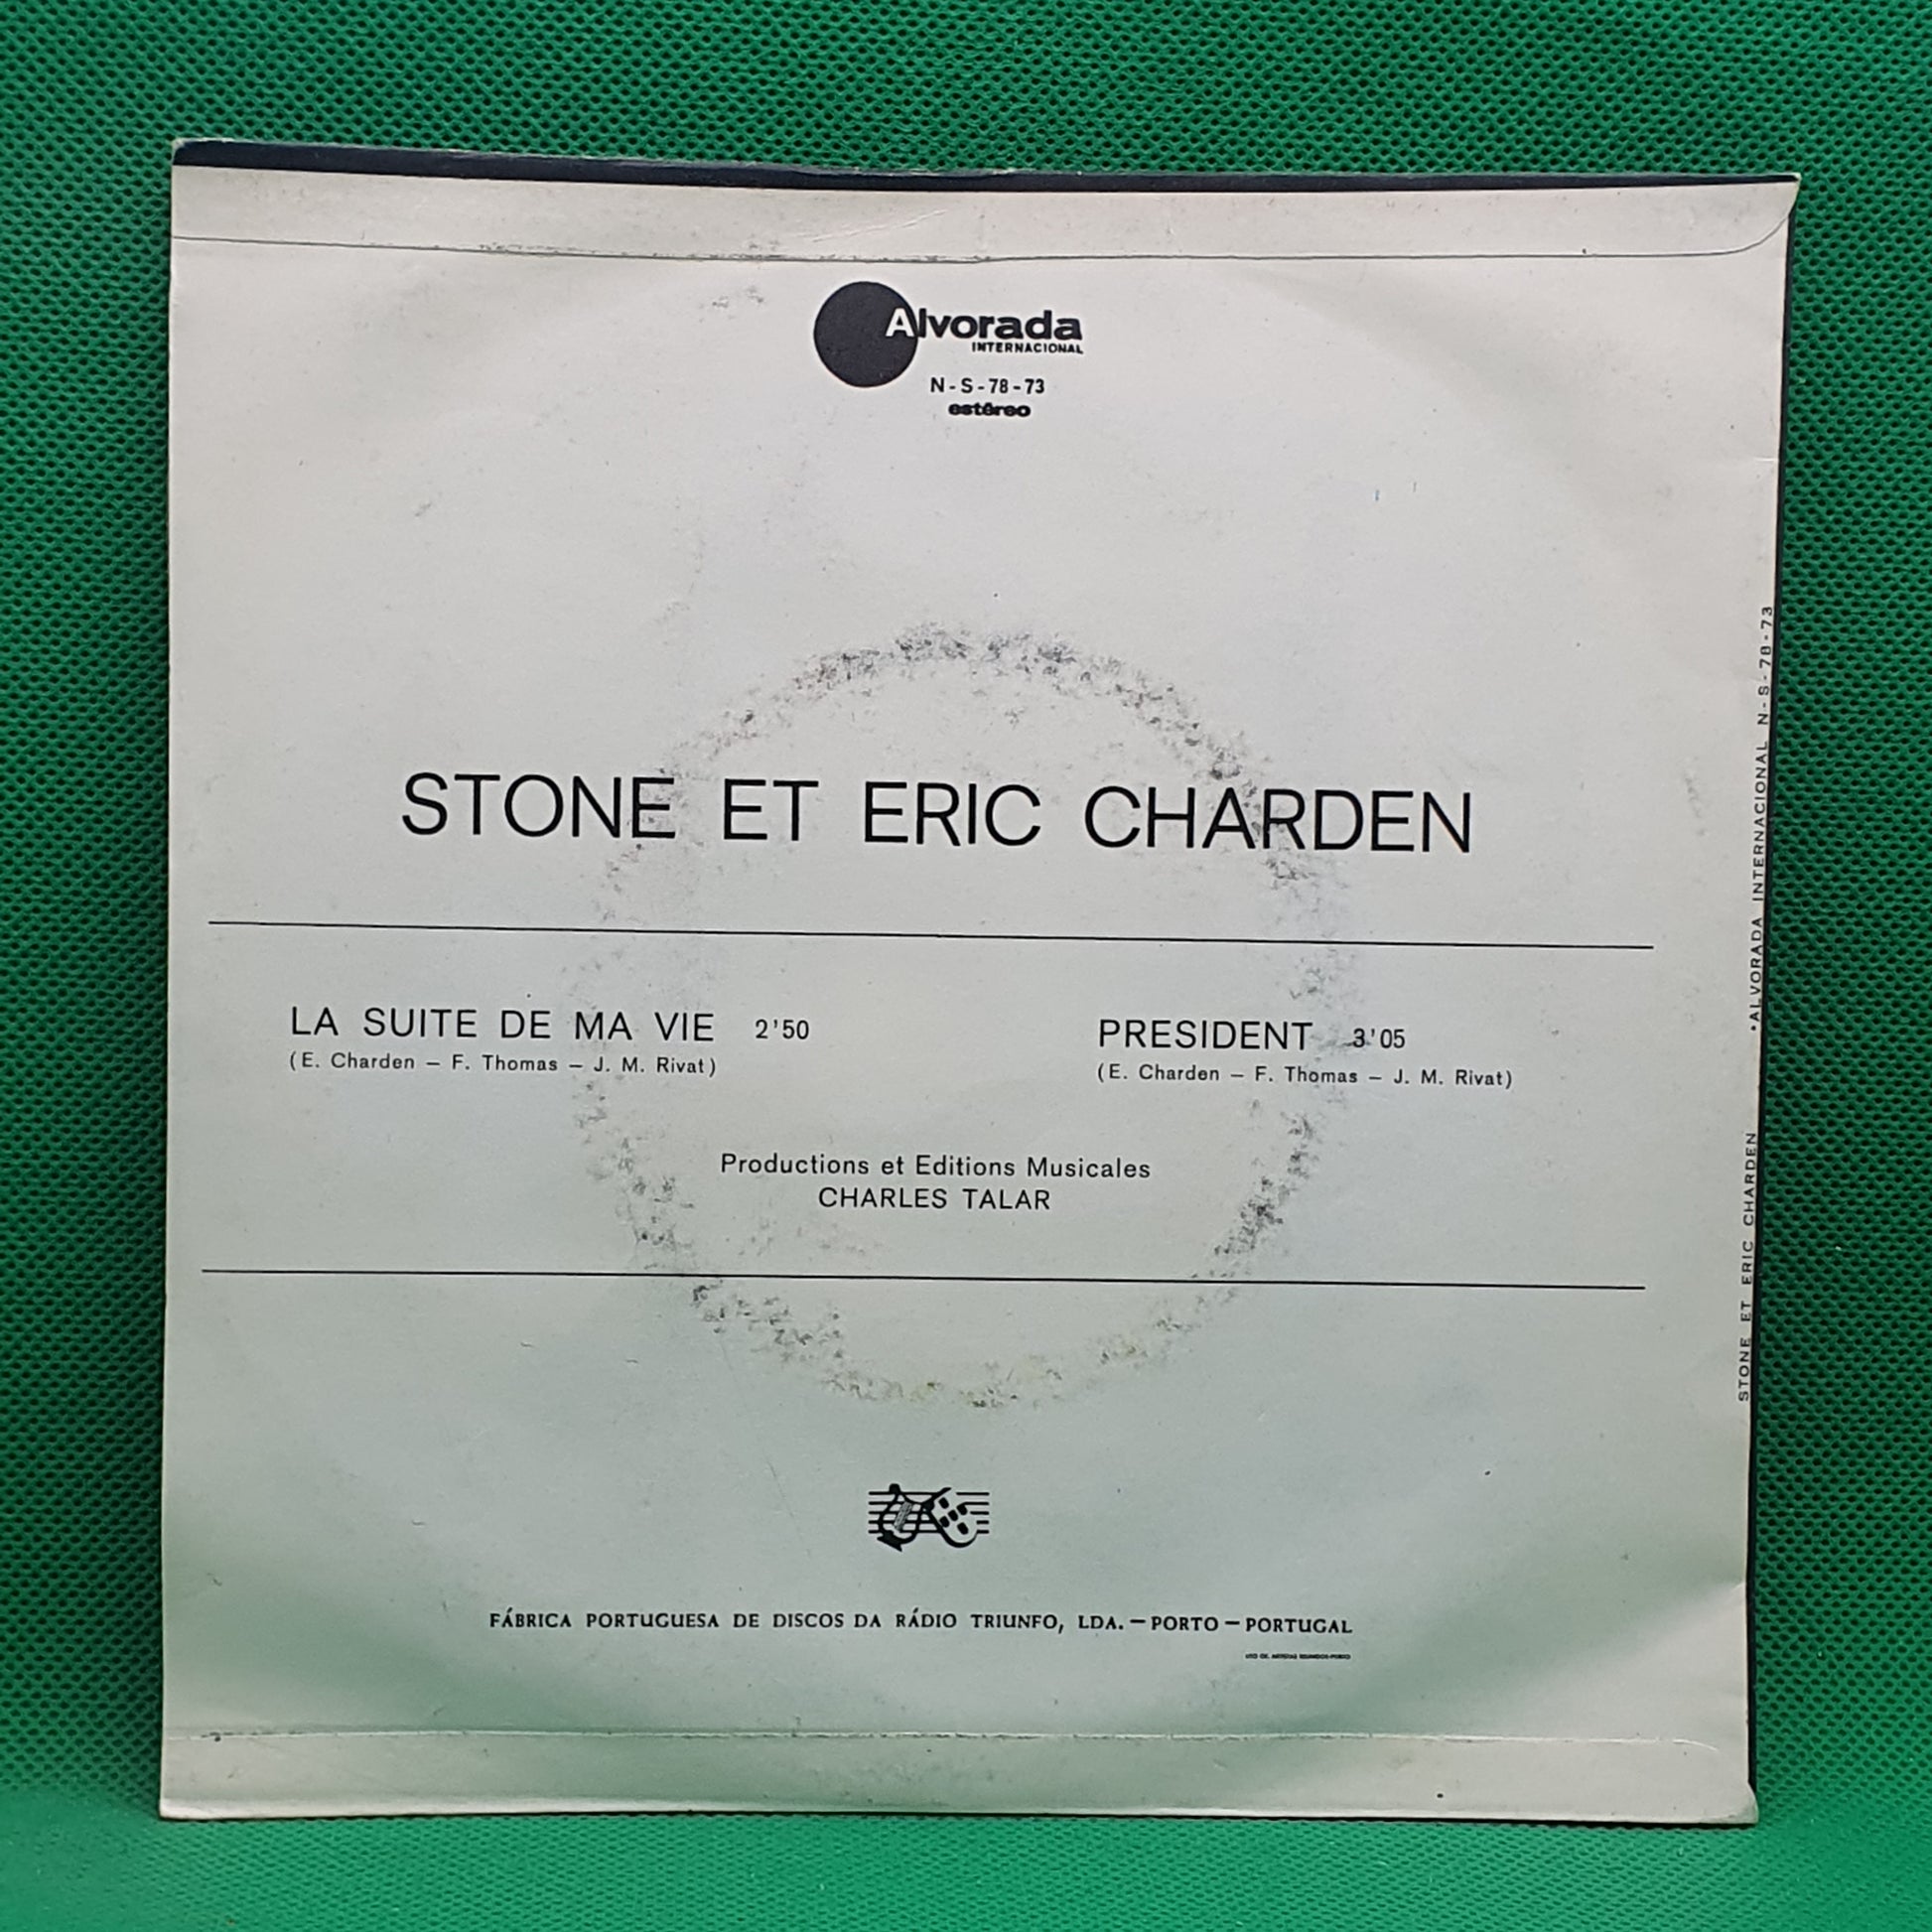 Alvorada
INTERNACIONAL
N-S-78-73
estéreo
STONE ET ERIC CHARDEN
LA SUITE DE MA VIE 2'50
(E. Charden – F. Thomas – J. M. Rivat)
PRESIDENT 3'05
(E. Charden – F. Thomas – J. M. Rivat)
Productions et Editions Musicales
CHARLES TALAR
FÁBRICA PORTUGUESA DE DISCOS DA RÁDIO TRIUNFO, LDA. — PORTO — PORTUGAL
STONE ET ERIC CHARDEN •ALVORADA INTERNACIONAL N-S-78-73